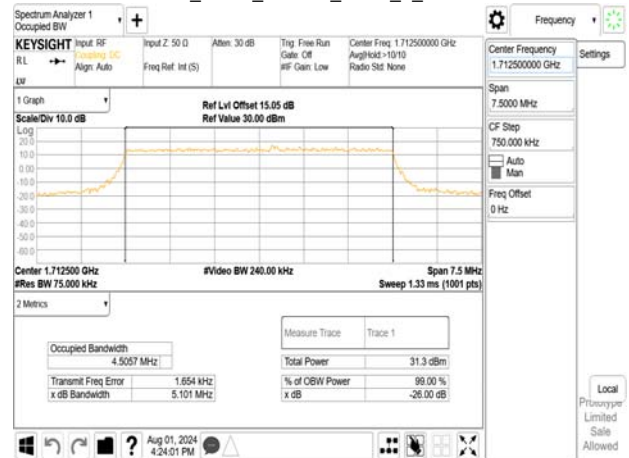 Spectrum Analyzer 1
Occupied BW
Frequency
KEYSIGHT
Input: RF
Coupling: DC
Align: Auto
Input Z: 50 Ω
Freq Ref: Int (S)
Atten: 30 dB
Trig: Free Run
Gate: Off
#IF Gain: Low
Center Freq: 1.712500000 GHz
Avg|Hold:>10/10
Radio Std: None
RL
Center Frequency
1.712500000 GHz
Settings
Span
7.5000 MHz
CF Step
750.000 kHz
Auto
Man
Freq Offset
0 Hz
1 Graph
Scale/Div 10.0 dB
Ref Lvl Offset 15.05 dB
Ref Value 30.00 dBm
Log
20.0
10.0
0.00
-10.0
-20.0
-30.0
-40.0
-50.0
-60.0
Center 1.712500 GHz
#Video BW 240.00 kHz
Span 7.5 MHz
#Res BW 75.000 kHz
Sweep 1.33 ms (1001 pts)
2 Metrics
Measure Trace
Trace 1
Occupied Bandwidth
4.5057 MHz
Total Power
31.3 dBm
Transmit Freq Error
1.654 kHz
% of OBW Power
99.00 %
x dB Bandwidth
5.101 MHz
x dB
-26.00 dB
Local
Prototype
Limited
Sale
Allowed
Aug 01, 2024
4:24:01 PM